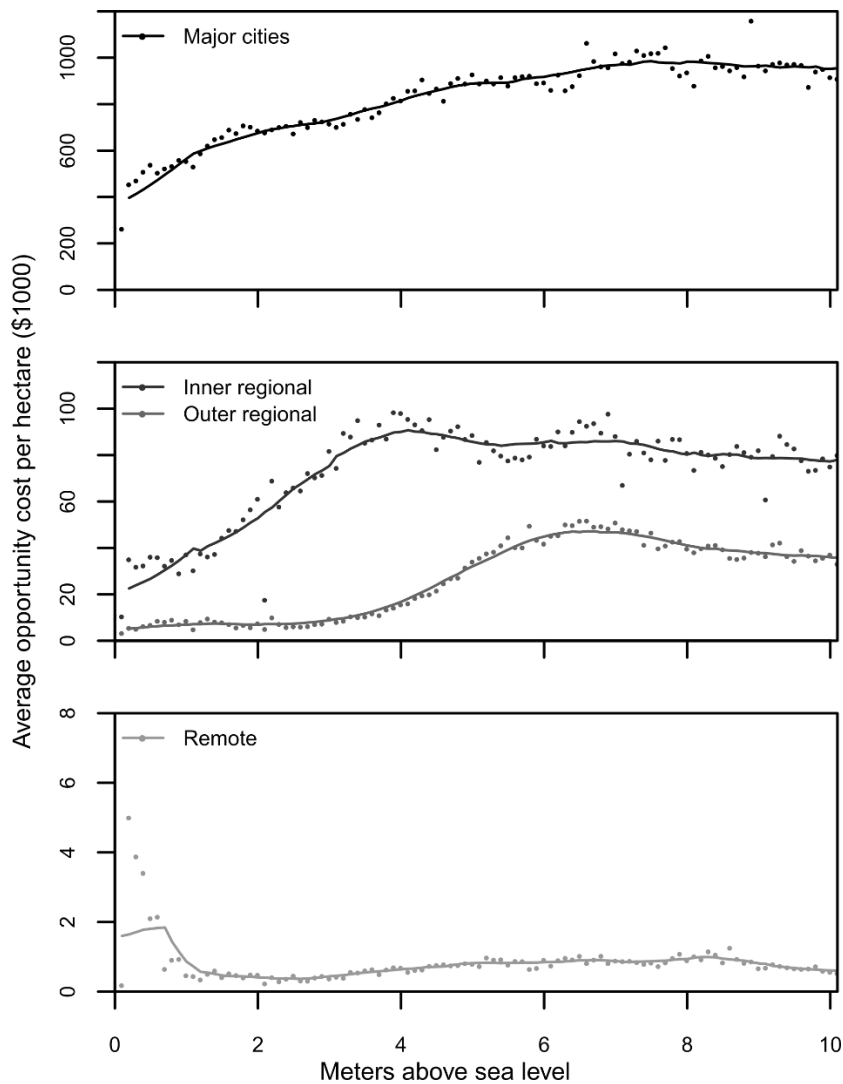 Average opportunity cost per hectare ($1000)
Major cities
1000
600
200
0
Inner regional
Outer regional
100
60
20
0
Remote
8
6
4
2
0
0 2 4 6 8 10
Meters above sea level